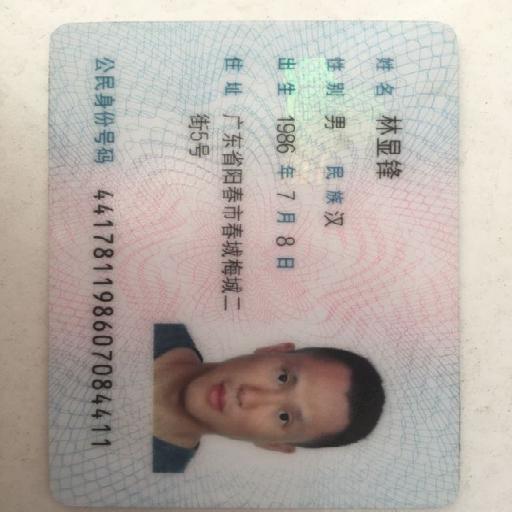 姓名 林显锋
性别 男 民族 汉
出生 1986 年 7 月 8 日
住址 广东省阳春市春城梅城二
街5号
公民身份号码 441781198607084411